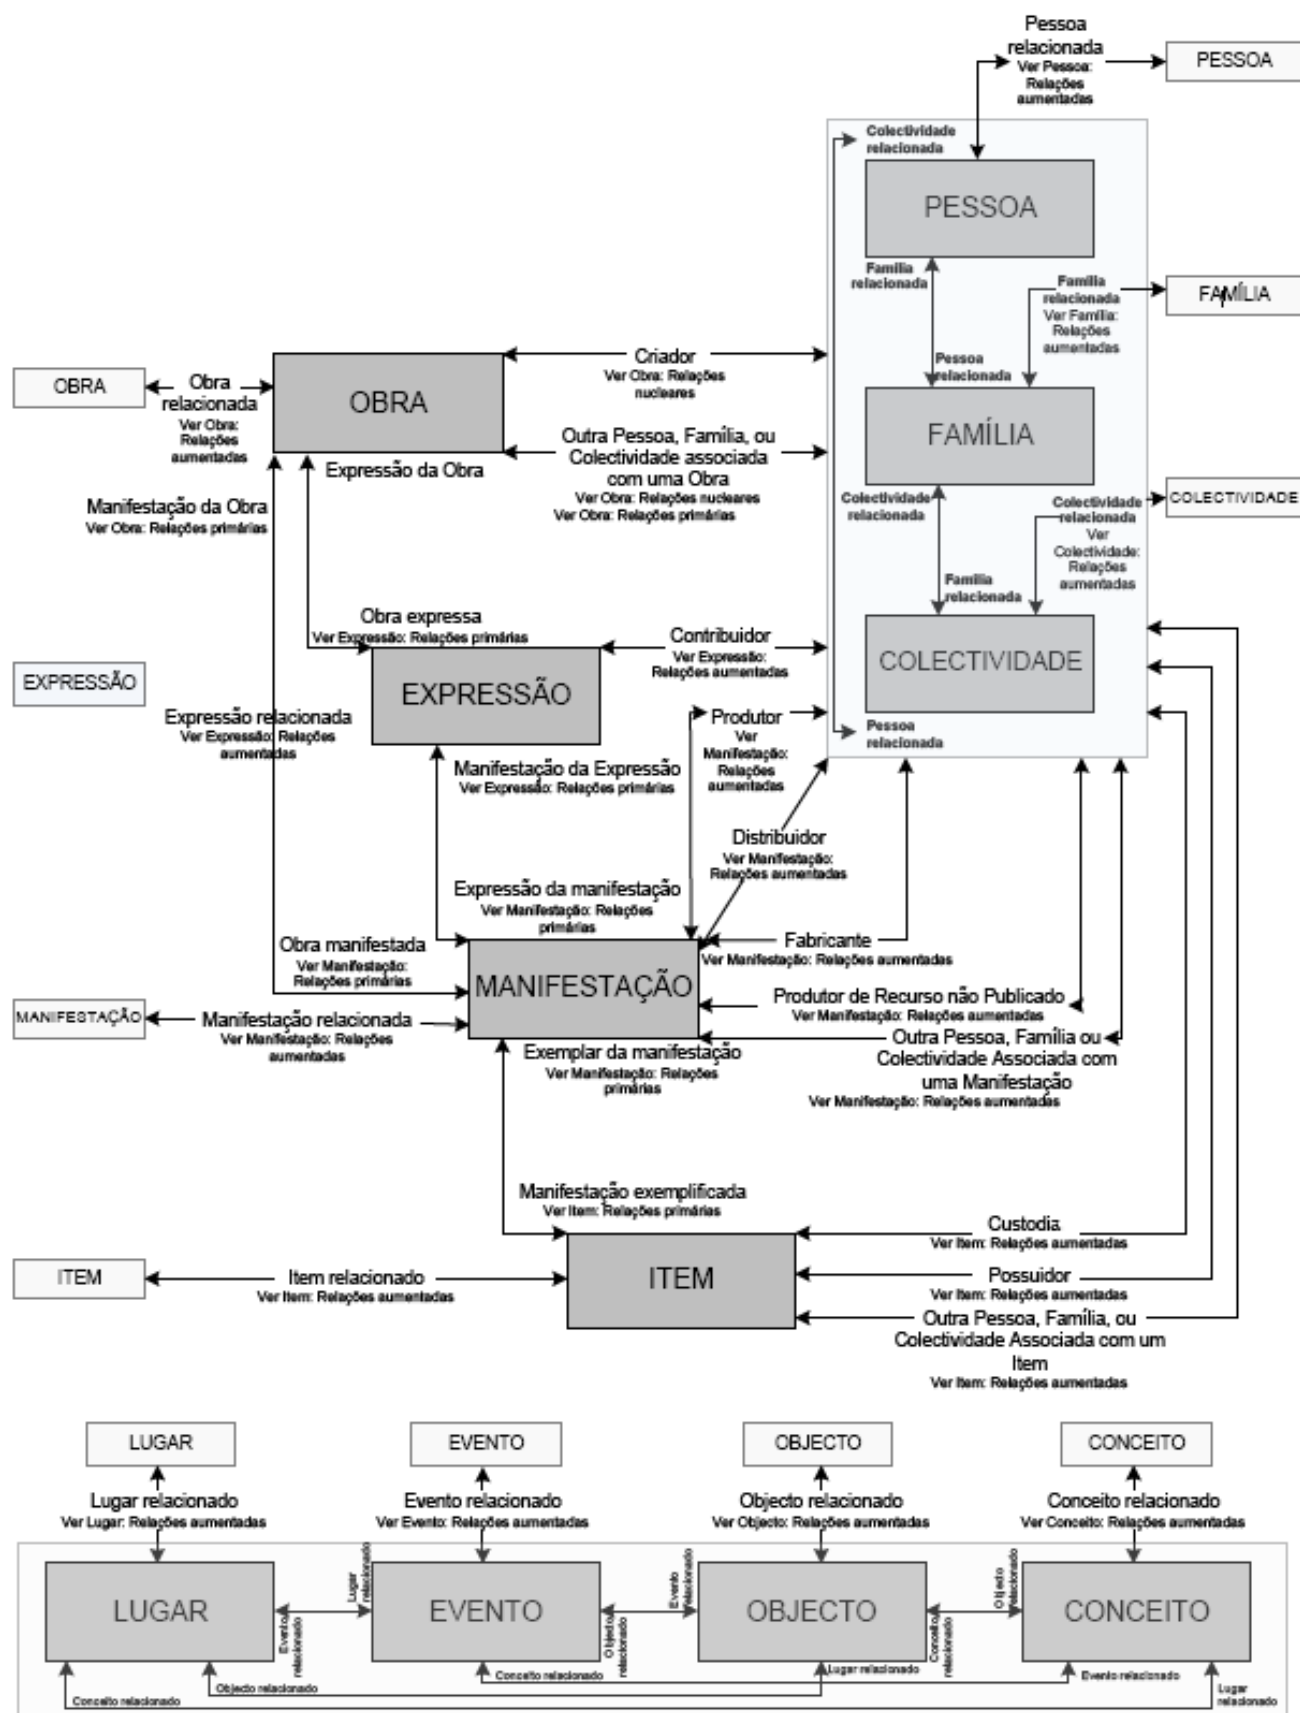 Pessoa
relacionada
Ver Pessoa:
Relações
aumentadas
PESSOA
Colectividade
relacionada
PESSOA
Família
relacionada
Família
relacionada
Ver Família:
Relações
aumentadas
FAMÍLIA
Pessoa
relacionada
OBRA
Obra
relacionada
Ver Obra:
Relações
aumentadas
OBRA
Criador
Ver Obra: Relações
nucleares
FAMÍLIA
Expressão da Obra
Outra Pessoa, Família, ou
Colectividade associada
com uma Obra
Ver Obra: Relações nucleares
Ver Obra: Relações primárias
Manifestação da Obra
Ver Obra: Relações primárias
Colectividade
relacionada
Colectividade
relacionada
Ver
Colectividade:
Relações
aumentadas
COLECTIVIDADE
Família
relacionada
Obra expressa
Ver Expressão: Relações primárias
Contribuidor
Ver Expressão:
Relações aumentadas
COLECTIVIDADE
EXPRESSÃO
EXPRESSÃO
Expressão relacionada
Ver Expressão: Relações
aumentadas
Produtor
Ver
Manifestação:
Relações
aumentadas
Pessoa
relacionada
Manifestação da Expressão
Ver Expressão: Relações primárias
Distribuidor
Ver Manifestação:
Relações aumentadas
Expressão da manifestação
Ver Manifestação: Relações
primárias
Obra manifestada
Ver Manifestação:
Relações primárias
Fabricante
Ver Manifestação: Relações aumentadas
MANIFESTAÇÃO
Produtor de Recurso não Publicado
Ver Manifestação: Relações aumentadas
MANIFESTAÇÃO
Manifestação relacionada
Ver Manifestação: Relações
aumentadas
Exemplar da manifestação
Ver Manifestação: Relações
primárias
Outra Pessoa, Família ou
Colectividade Associada com
uma Manifestação
Ver Manifestação: Relações aumentadas
Manifestação exemplificada
Ver Item: Relações primárias
Custodia
Ver Item: Relações aumentadas
ITEM
Item relacionado
Ver Item: Relações aumentadas
ITEM
Possuidor
Ver Item: Relações aumentadas
Outra Pessoa, Família, ou
Colectividade Associada com um
Item
Ver Item: Relações aumentadas
LUGAR
EVENTO
OBJECTO
CONCEITO
Lugar relacionado
Ver Lugar: Relações aumentadas
Evento relacionado
Ver Evento: Relações aumentadas
Objecto relacionado
Ver Objecto: Relações aumentadas
Conceito relacionado
Ver Conceito: Relações aumentadas
LUGAR
Evento
relacionado
Lugar
relacionado
EVENTO
Objecto
relacionado
Evento
relacionado
OBJECTO
Conceito
relacionado
Objecto
relacionado
CONCEITO
Conceito relacionado
Objecto relacionado
Conceito relacionado
Lugar relacionado
Evento relacionado
Lugar
relacionado